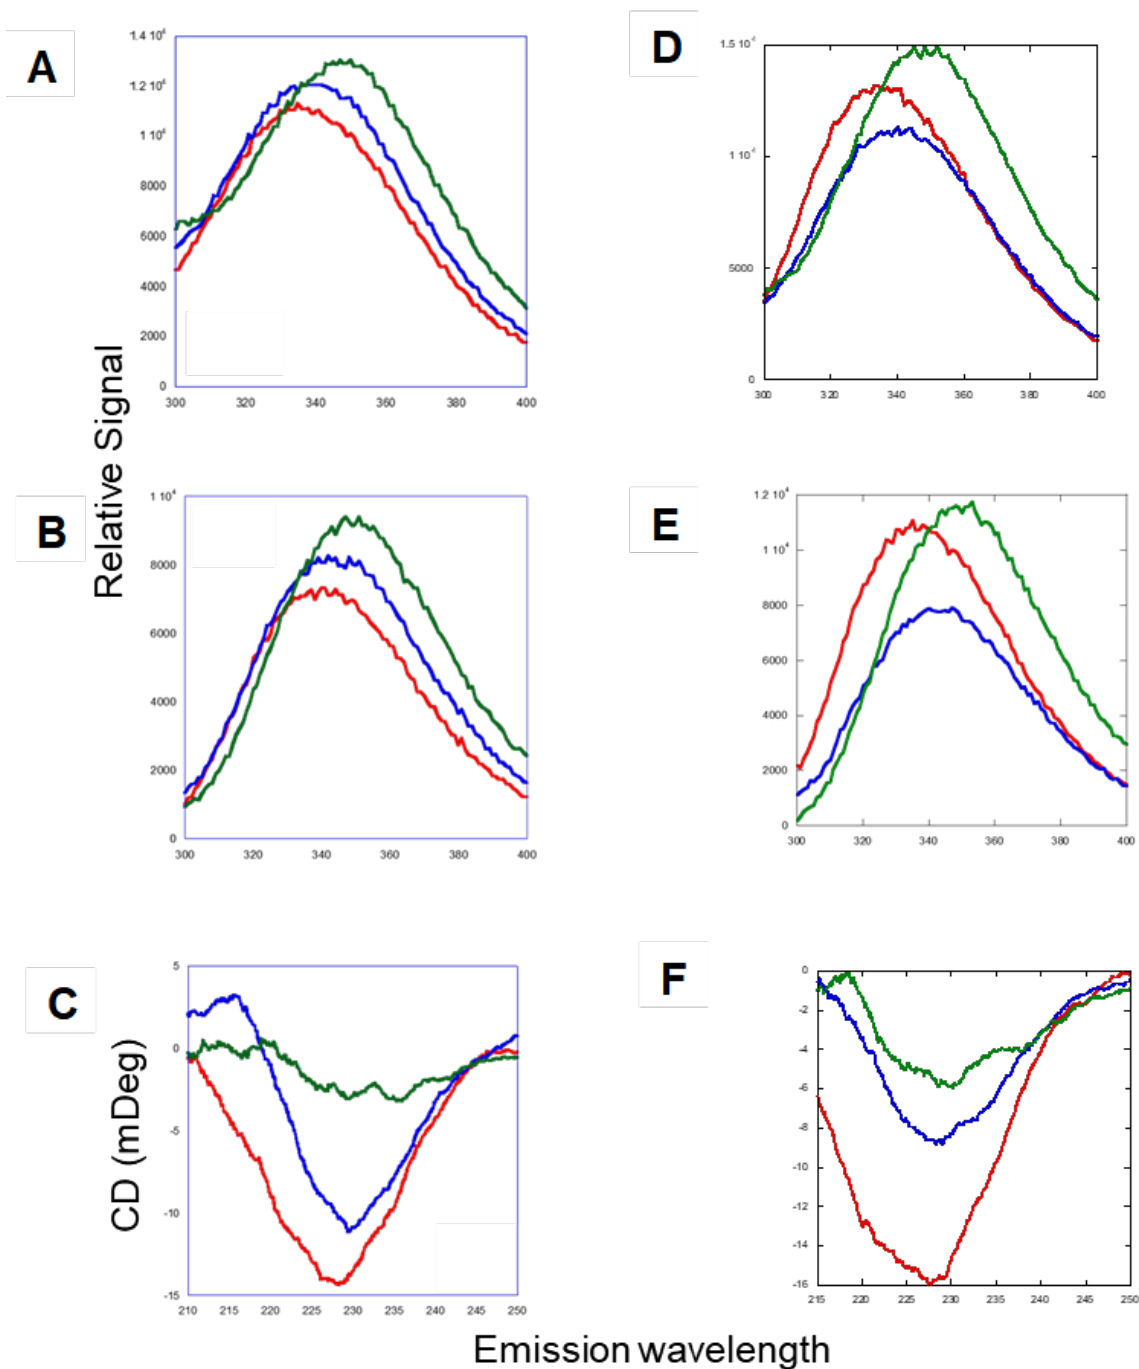 A
1.4 10⁴
1.2 10⁴
1 10⁴
8000
6000
4000
2000
0
300 320 340 360 380 400
D
1.5 10⁴
1 10⁴
5000
0
300 320 340 360 380 400
Relative Signal
B
1 10⁴
8000
6000
4000
2000
0
300 320 340 360 380 400
E
1.2 10⁴
1 10⁴
8000
6000
4000
2000
0
300 320 340 360 380 400
C
5
0
-5
-10
-15
210 215 220 225 230 235 240 245 250
CD (mDeg)
F
0
-2
-4
-6
-8
-10
-12
-14
-16
215 220 225 230 235 240 245 250
Emission wavelength